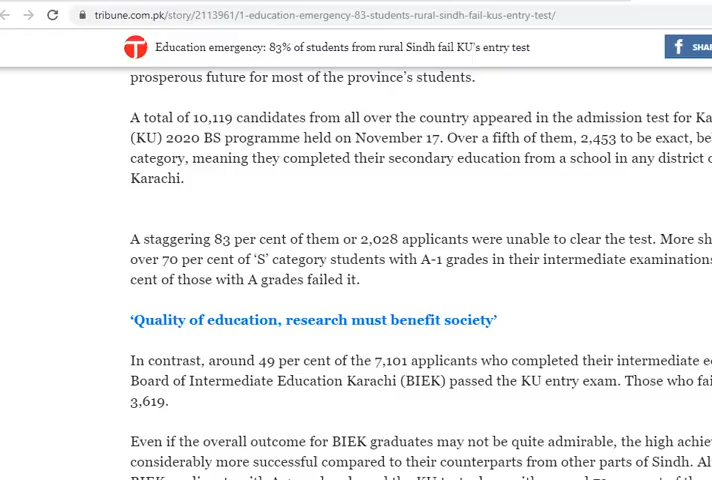 tribune.com.pk/story/2113961/1-education-emergency-83-students-rural-sindh-fail-kus-entry-test/
T Education emergency: 83% of students from rural Sindh fail KU's entry test f SHAR
prosperous future for most of the province's students.
A total of 10,119 candidates from all over the country appeared in the admission test for Ka
(KU) 2020 BS programme held on November 17. Over a fifth of them, 2,453 to be exact, be
category, meaning they completed their secondary education from a school in any district o
Karachi.
A staggering 83 per cent of them or 2,028 applicants were unable to clear the test. More sh
over 70 per cent of 'S' category students with A-1 grades in their intermediate examinations
cent of those with A grades failed it.
'Quality of education, research must benefit society'
In contrast, around 49 per cent of the 7,101 applicants who completed their intermediate e
Board of Intermediate Education Karachi (BIEK) passed the KU entry exam. Those who fai
3,619.
Even if the overall outcome for BIEK graduates may not be quite admirable, the high achie
considerably more successful compared to their counterparts from other parts of Sindh. Al